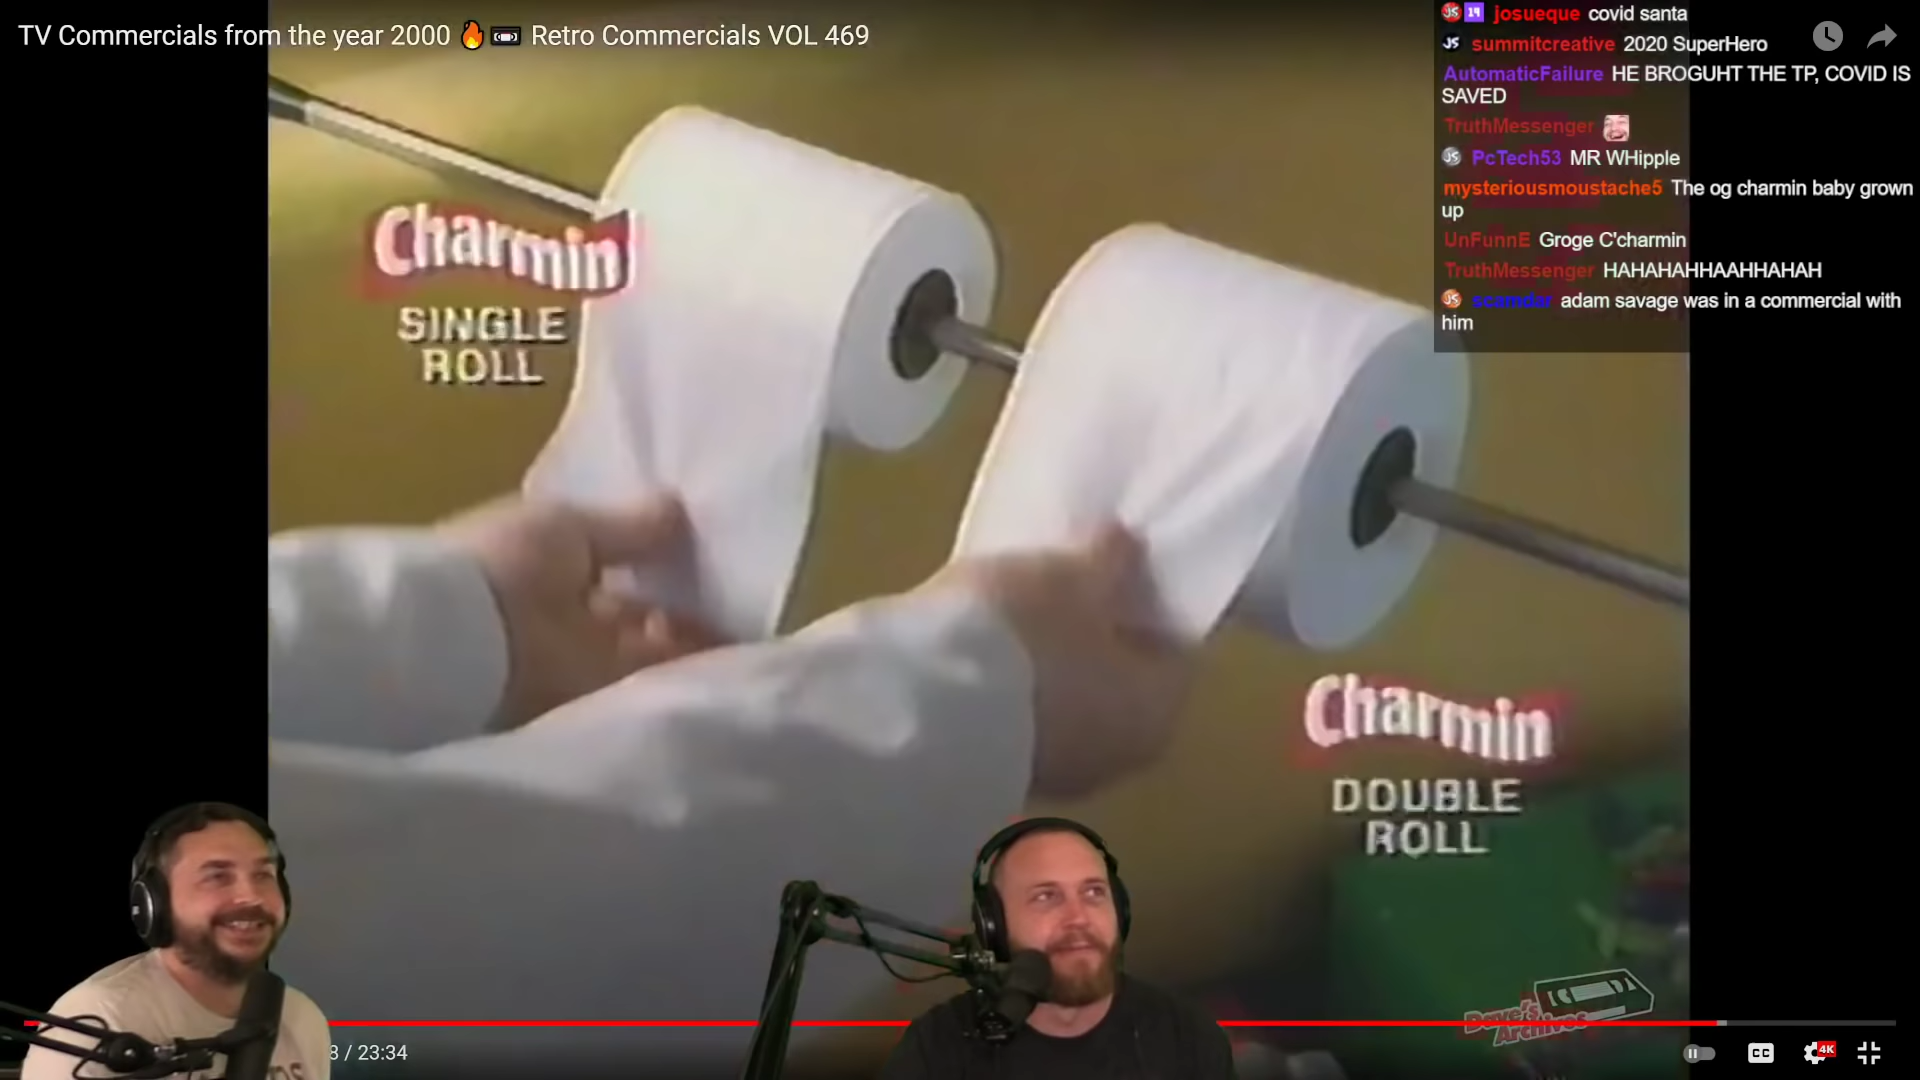 TV Commercials from the year 2000 🔥📼 Retro Commercials VOL 469
josueque covid santa
summitcreative 2020 SuperHero
AutomaticFailure HE BROGUHT THE TP, COVID IS
SAVED
TruthMessenger
PcTech53 MR WHipple
mysteriousmoustache5 The og charmin baby grown
up
UnFunnE Groge C'charmin
TruthMessenger HAHAHAHHAAHHAHAH
scamdar adam savage was in a commercial with
him
Charmin
SINGLE
ROLL
Charmin
DOUBLE
ROLL
Dave's
Archives
/ 23:34
CC
4K